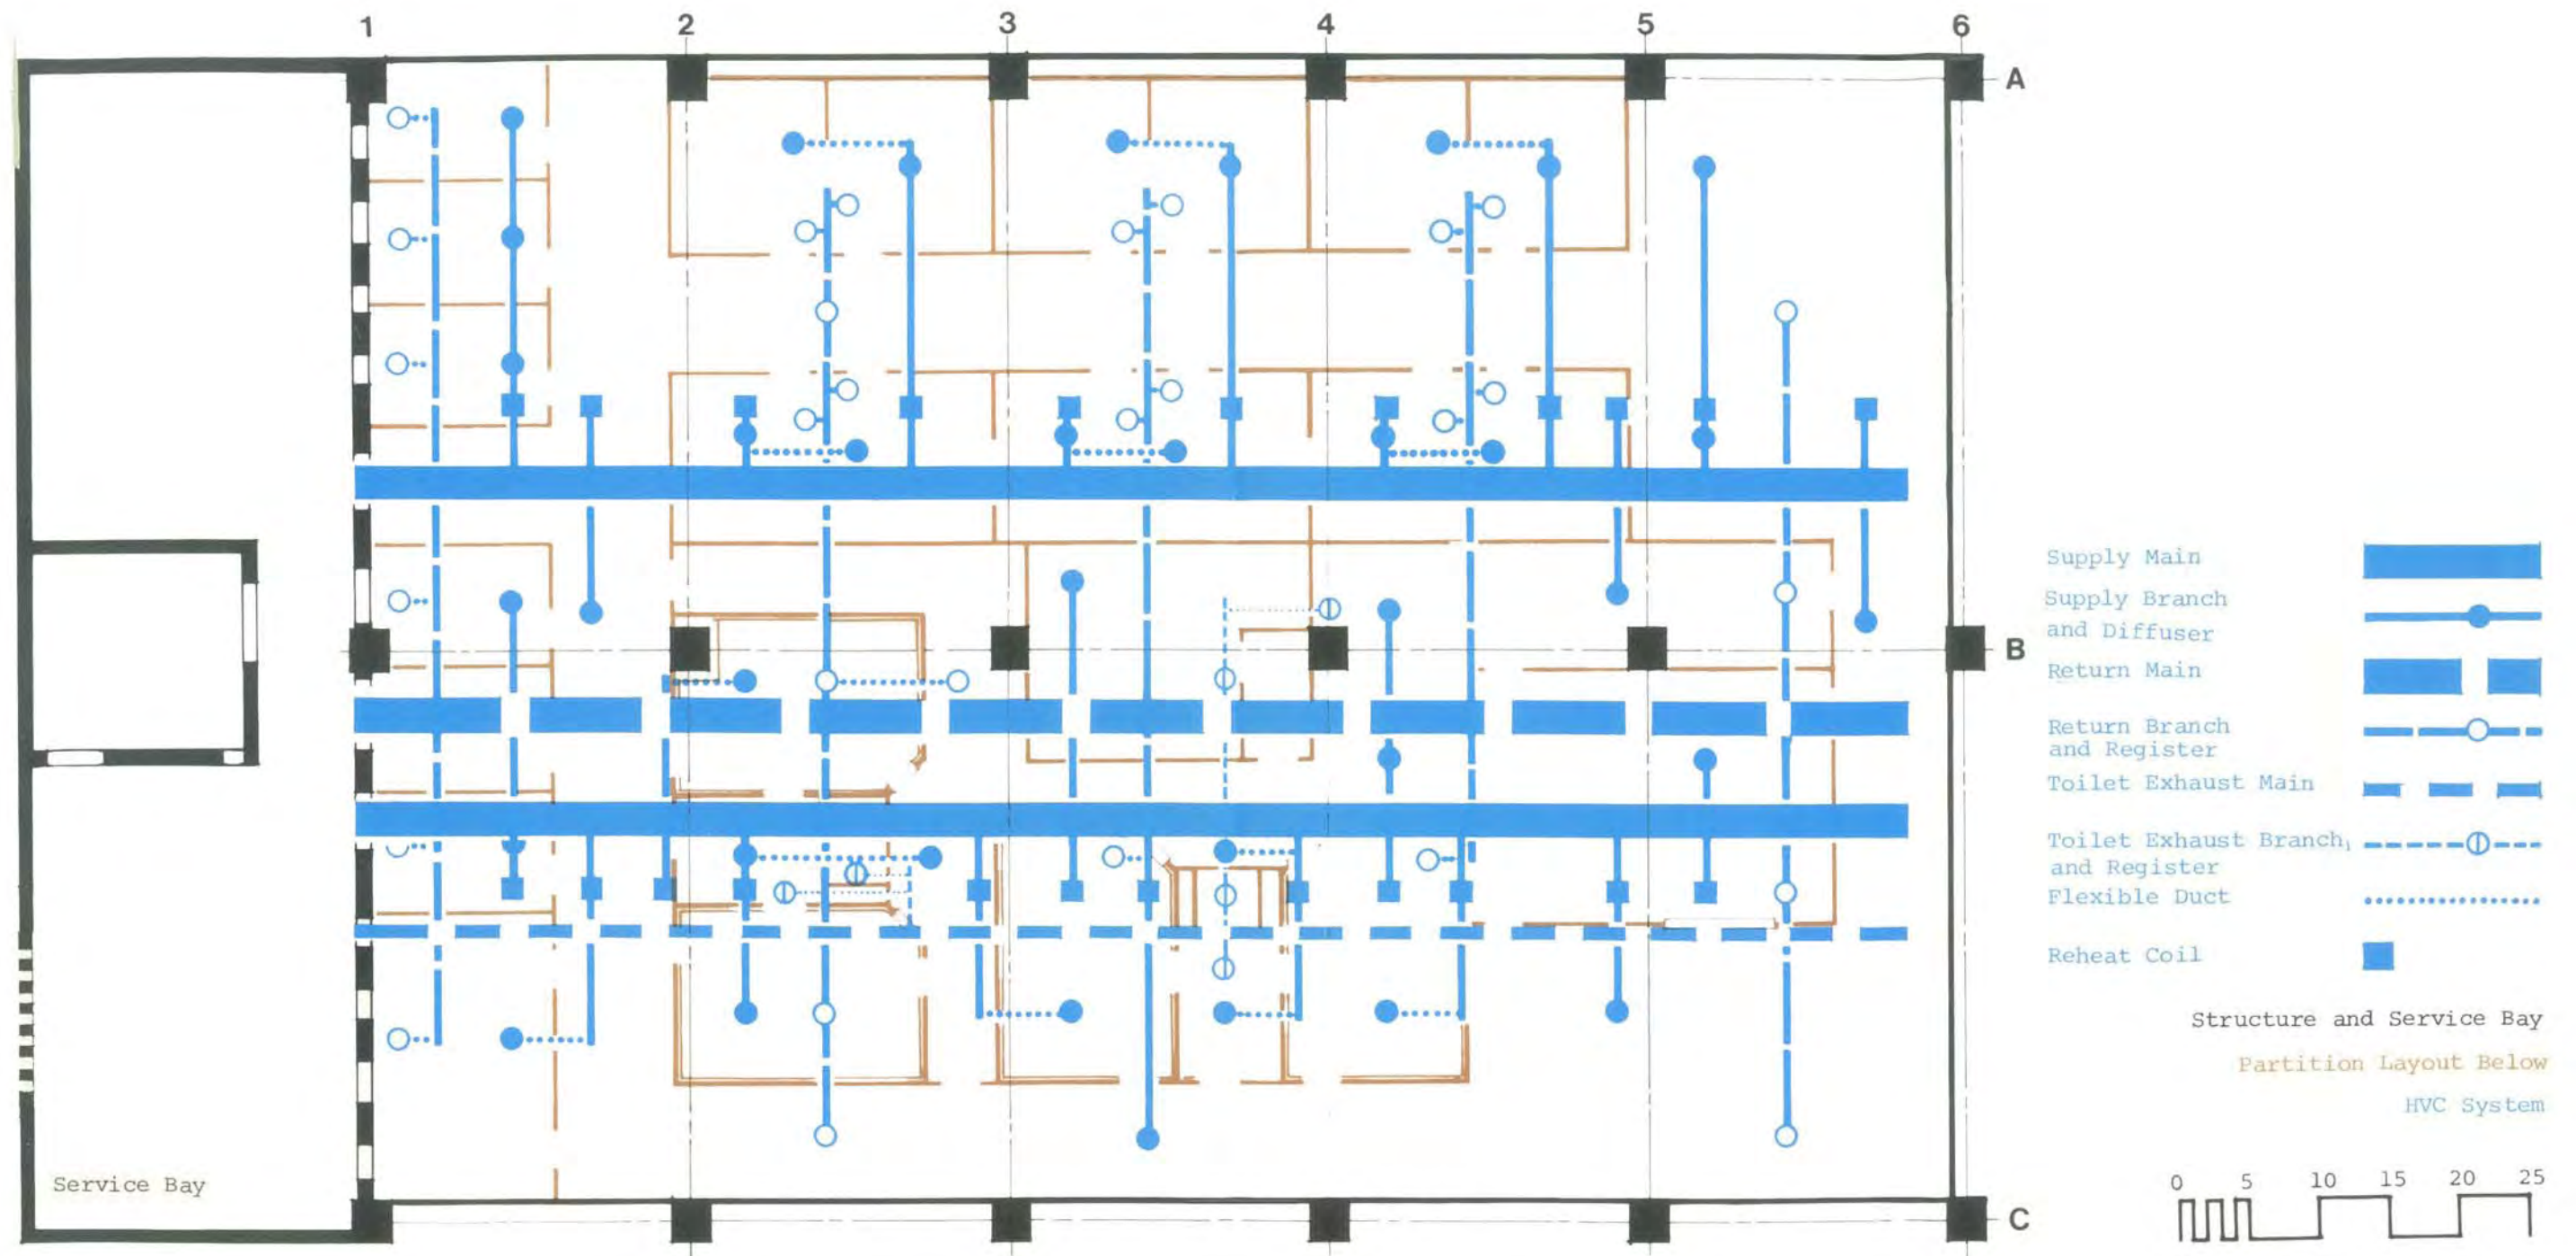 1 2 3 4 5 6
A
B
C
Supply Main
Supply Branch
and Diffuser
Return Main
Return Branch
and Register
Toilet Exhaust Main
Toilet Exhaust Branch,
and Register
Flexible Duct
Reheat Coil
Structure and Service Bay
Partition Layout Below
HVC System
Service Bay
0 5 10 15 20 25